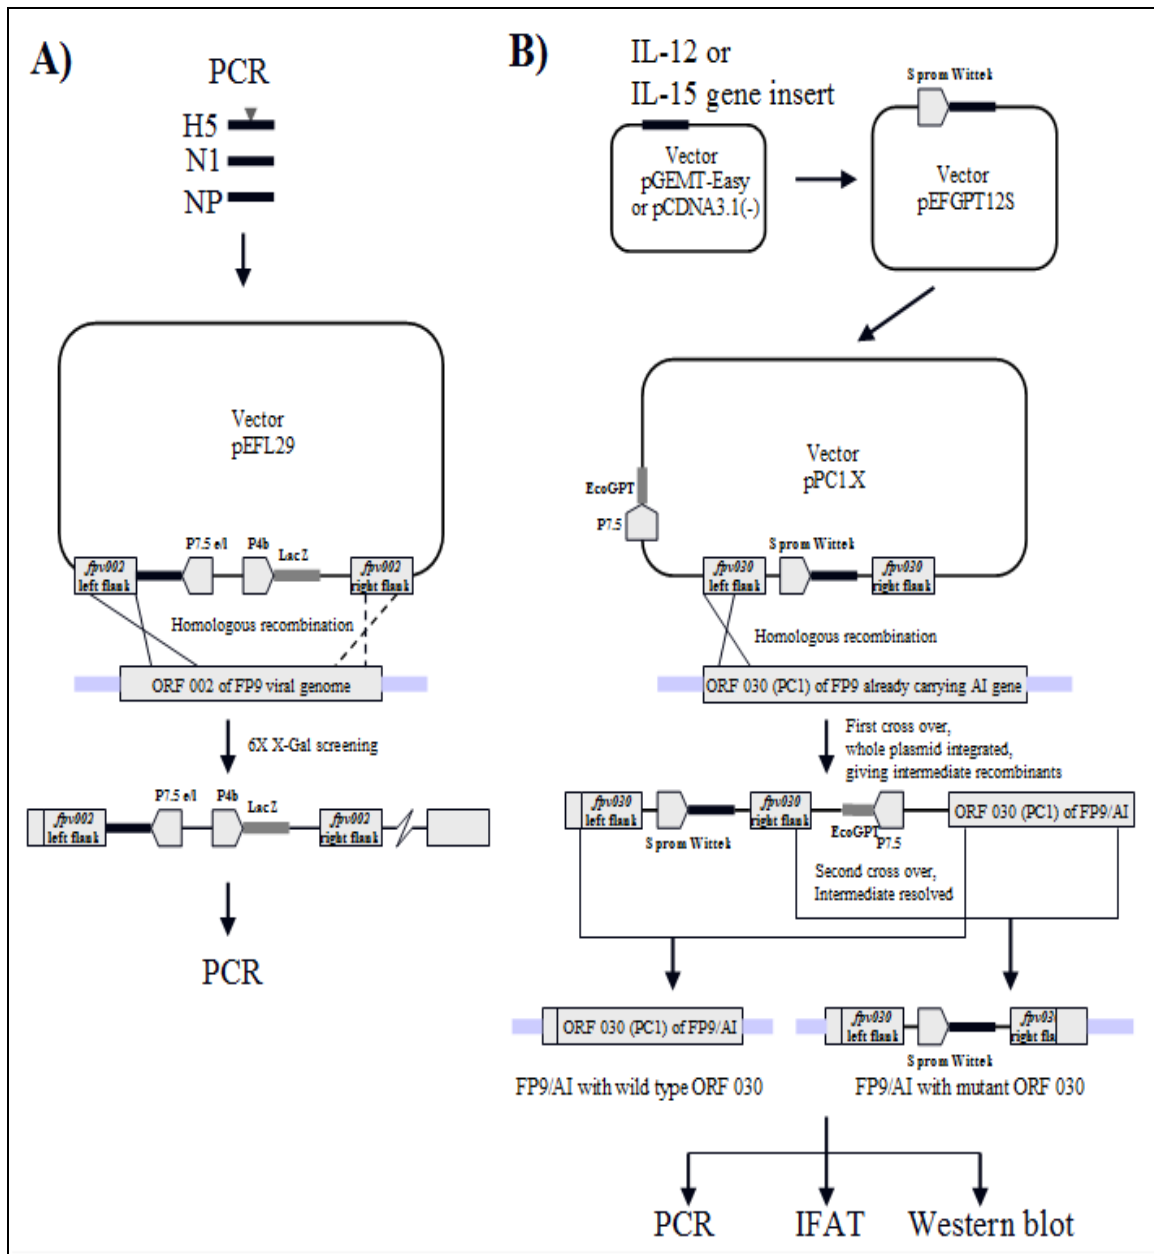 A)
PCR
H5
N1
NP
Vector
pEFL29
P7.5 e/l
P4b
LacZ
fpv002
left flank
fpv002
right flank
Homologous recombination
ORF 002 of FP9 viral genome
6X X-Gal screening
P7.5 e/l
P4b
LacZ
fpv002
left flank
fpv002
right flank
PCR
B)
IL-12 or
IL-15 gene insert
Vector
pGEMT-Easy
or pCDNA3.1(-)
S prom Wittek
Vector
pEFGPT12S
Vector
pPC1.X
EcoGPT
P7.5
S prom Wittek
fpv030
left flank
fpv030
right flank
Homologous recombination
ORF 030 (PC1) of FP9 already carrying AI gene
First cross over,
whole plasmid integrated,
giving intermediate recombinants
fpv030
left flank
S prom Wittek
fpv030
right flank
EcoGPT
P7.5
ORF 030 (PC1) of FP9/AI
Second cross over,
Intermediate resolved
ORF 030 (PC1) of FP9/AI
fpv030
left flank
S prom Wittek
fpv03
right fla
FP9/AI with wild type ORF 030
FP9/AI with mutant ORF 030
PCR
IFAT
Western blot